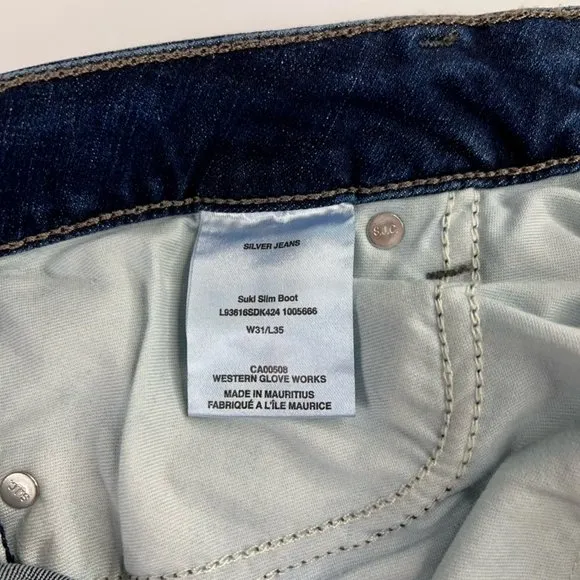 SILVER JEANS
S.J.C
Suki Slim Boot
L93616SDK424 1005666
W31/L35
CA00508
WESTERN GLOVE WORKS
MADE IN MAURITIUS
FABRIQUÉ A L'ÎLE MAURICE